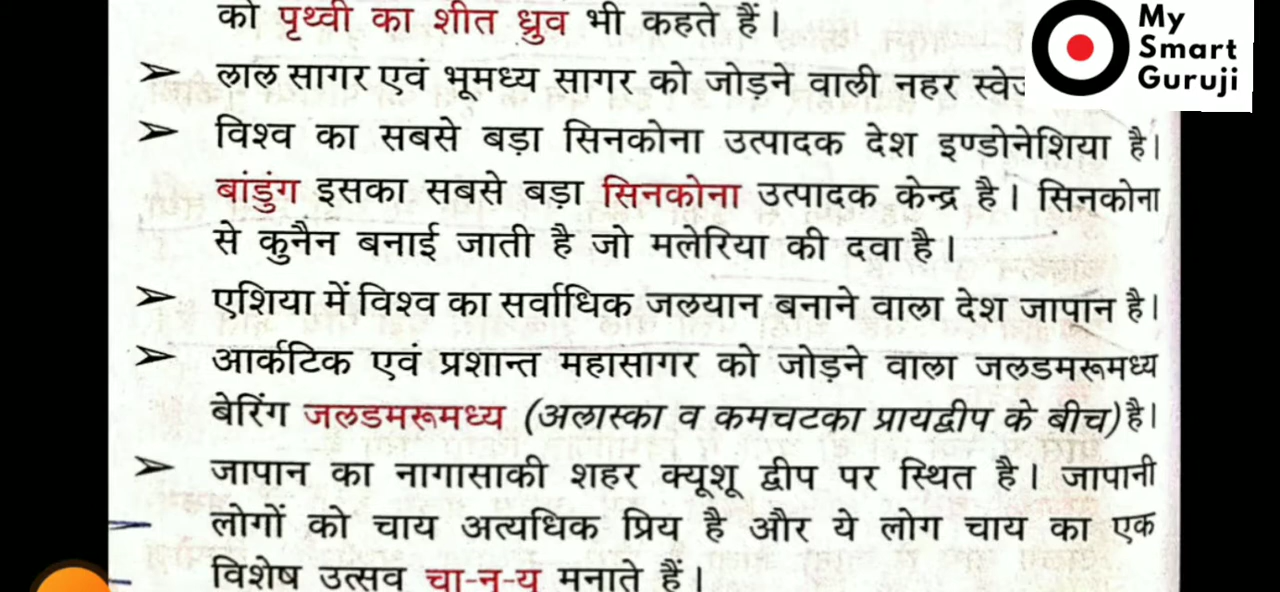 को पृथ्वी का शीत ध्रुव भी कहते हैं।
My
Smart
Guruji
➢ लाल सागर एवं भूमध्य सागर को जोड़ने वाली नहर
➢ विश्व का सबसे बड़ा सिनकोना उत्पादक देश इण्डोनेशिया है।
बांडुंग इसका सबसे बड़ा सिनकोना उत्पादक केन्द्र है। सिनकोना
से कुनैन बनाई जाती है जो मलेरिया की दवा है।
➢ एशिया में विश्व का सर्वाधिक जलयान बनाने वाला देश जापान है।
➢ आर्कटिक एवं प्रशान्त महासागर को जोड़ने वाला जलडमरूमध्य
बेरिंग जलडमरूमध्य (अलास्का व कमचटका प्रायद्वीप के बीच) है।
➢ जापान का नागासाकी शहर क्यूशू द्वीप पर स्थित है। जापानी
लोगों को चाय अत्यधिक प्रिय है और ये लोग चाय का एक
विशेष उत्सव चा-न-यू मनाते हैं।